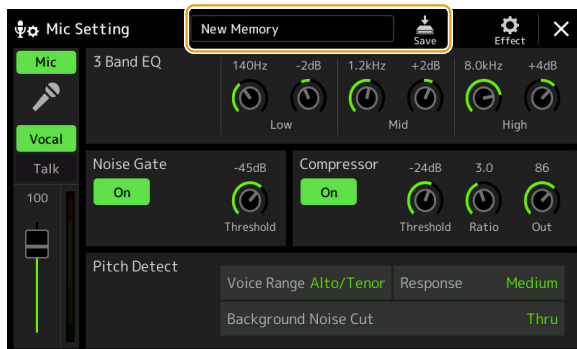 Mic Setting
New Memory
Save
Effect
Mic
Vocal
Talk
100
3 Band EQ
140Hz -2dB 1.2kHz +2dB 8.0kHz +4dB
Low Mid High
Noise Gate
On
-45dB
Threshold
Compressor
On
-24dB 3.0 86
Threshold Ratio Out
Pitch Detect
Voice Range Alto/Tenor Response Medium
Background Noise Cut Thru